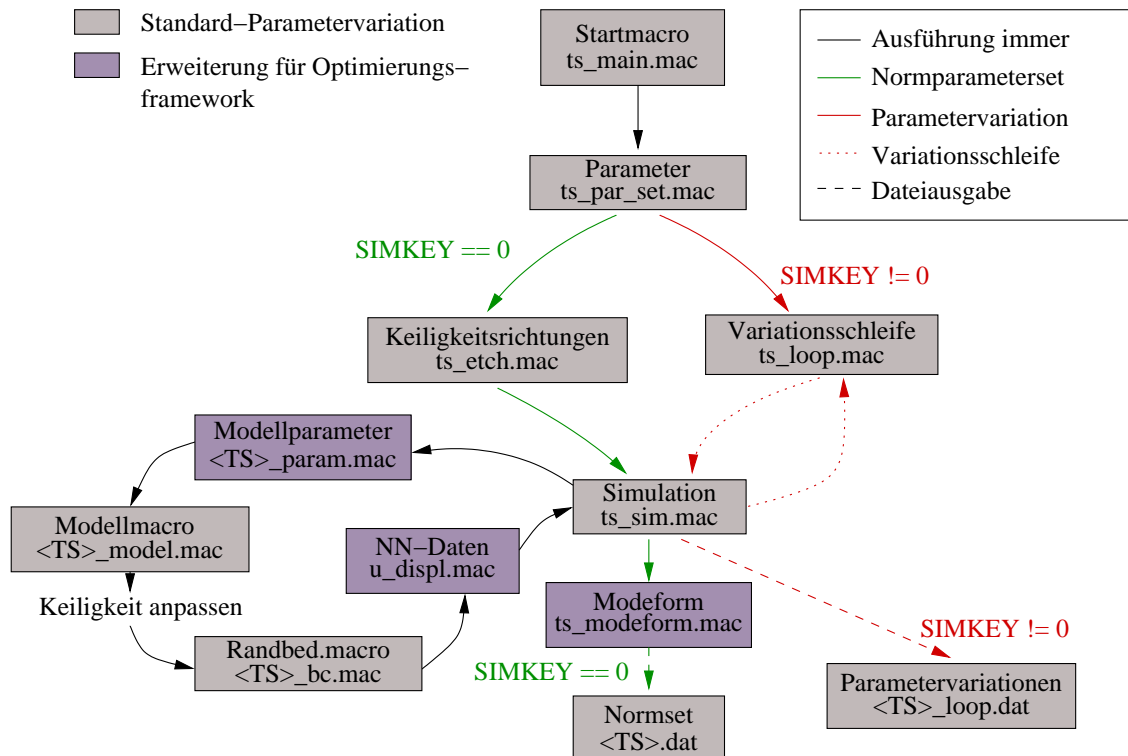 Standard−Parametervariation
Erweiterung für Optimierungs−
framework
Startmacro
ts_main.mac
Ausführung immer
Normparameterset
Parametervariation
Variationsschleife
Dateiausgabe
Parameter
ts_par_set.mac
SIMKEY == 0
SIMKEY != 0
Keiligkeitsrichtungen
ts_etch.mac
Variationsschleife
ts_loop.mac
Modellparameter
<TS>_param.mac
Simulation
ts_sim.mac
Modellmacro
<TS>_model.mac
NN−Daten
u_displ.mac
Keiligkeit anpassen
Modeform
ts_modeform.mac
Randbed.macro
<TS>_bc.mac
SIMKEY == 0
SIMKEY != 0
Normset
<TS>.dat
Parametervariationen
<TS>_loop.dat